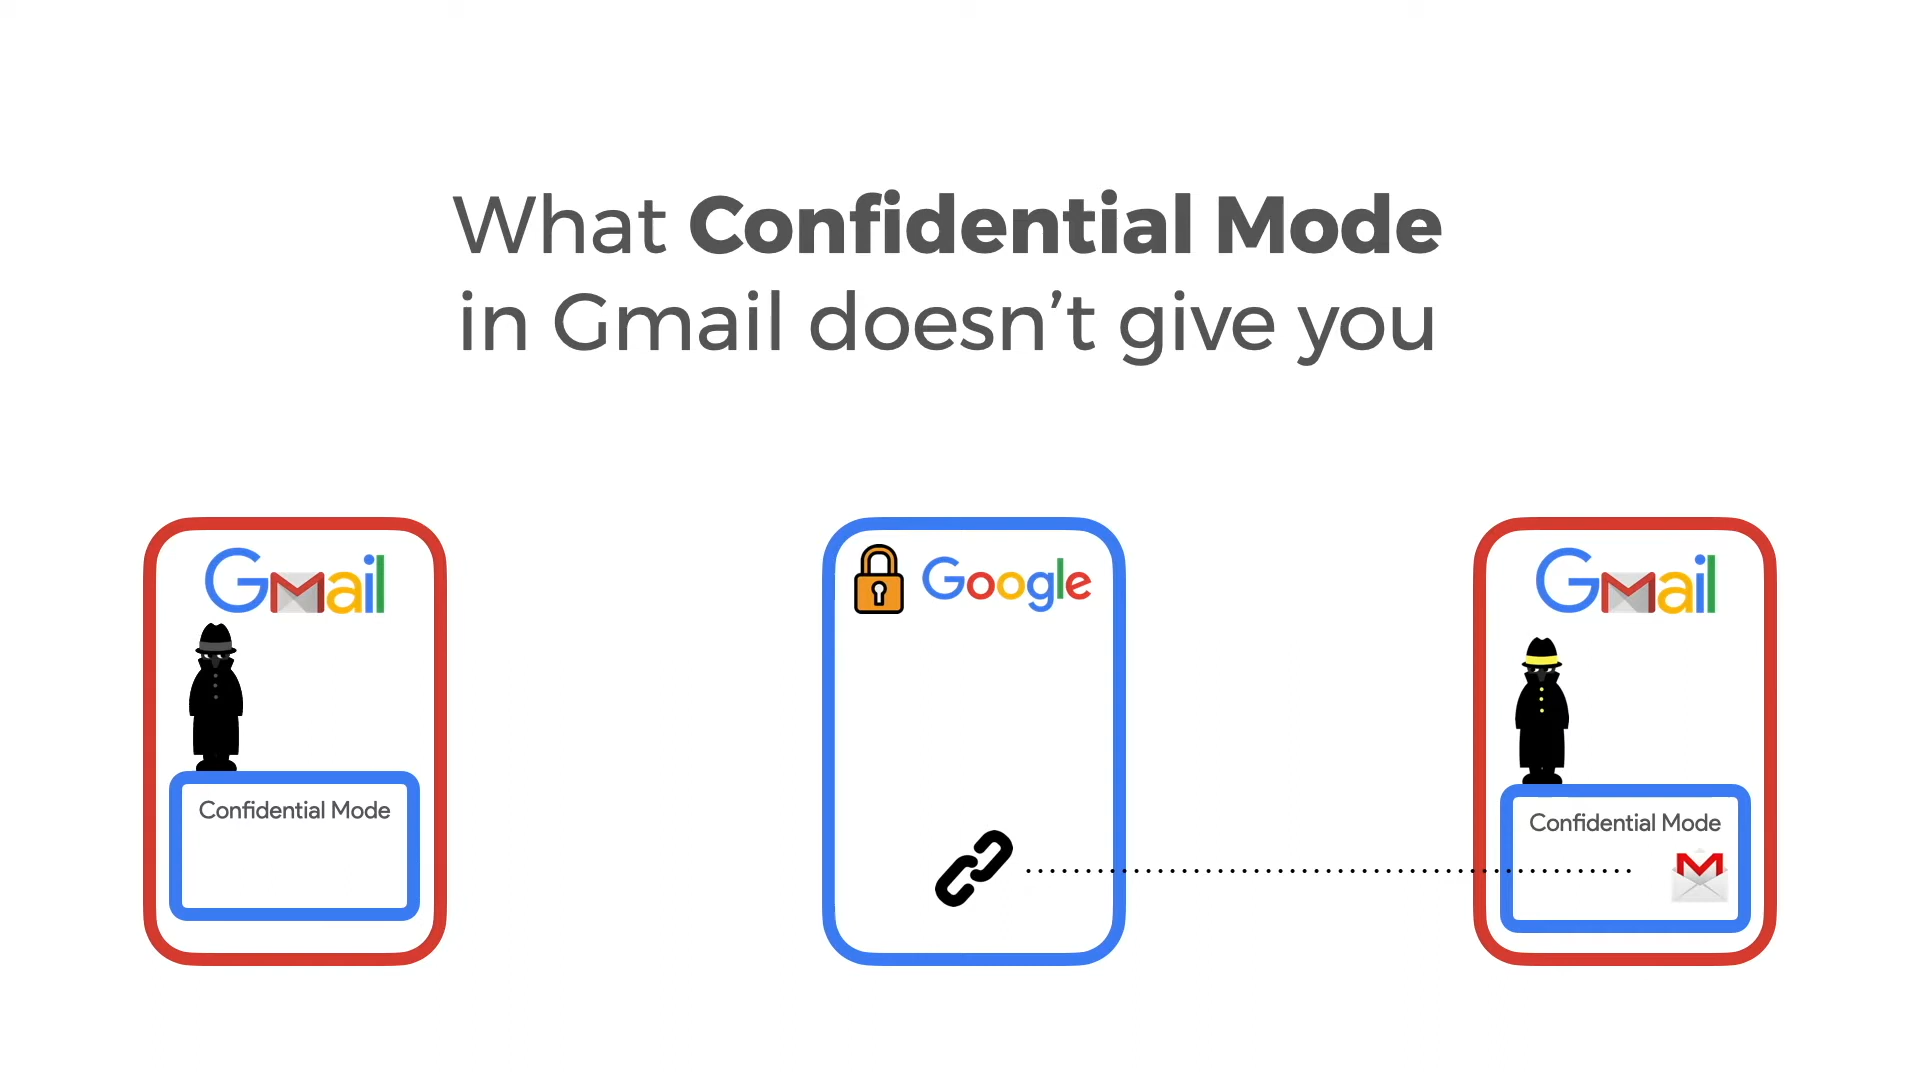 What Confidential Mode
in Gmail doesn’t give you
Gmail
Google
Gmail
Confidential Mode
Confidential Mode